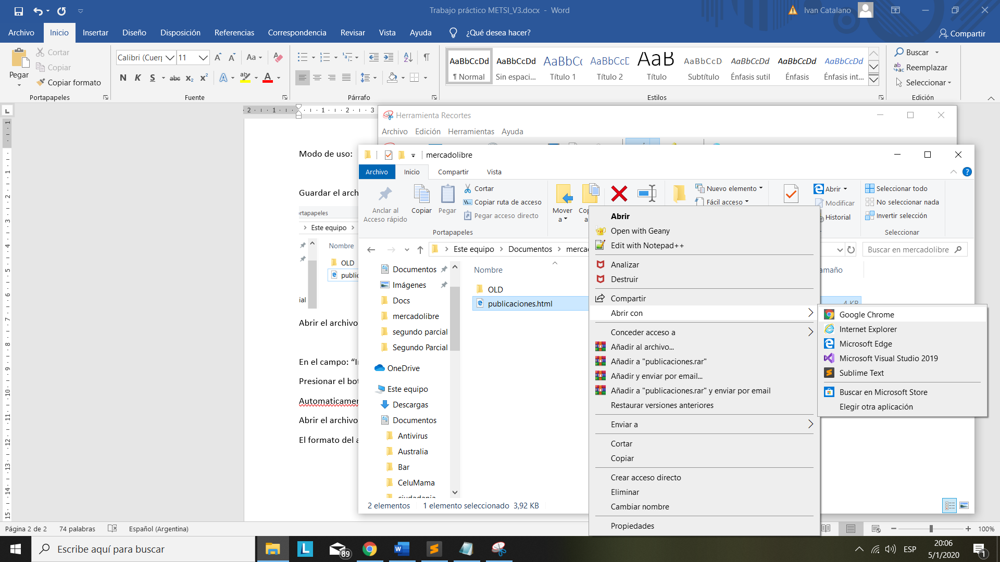 Trabajo práctico METSI_V3.docx - Word
Ivan Catalano
Archivo
Inicio
Insertar
Diseño
Disposición
Referencias
Correspondencia
Revisar
Vista
Ayuda
¿Qué desea hacer?
Compartir
Pegar
Cortar
Copiar
Copiar formato
Portapapeles
Calibri (Cuerp
11
Aa
N K S abc x₂ x²
A
Fuente
Párrafo
AaBbCcDd
¶ Normal
AaBbCcDd
Sin espaci...
AaBbCc
Título 1
AaBbCcD
Título 2
AaB
Título
AaBbCcD
Subtítulo
AaBbCcDd
Énfasis sutil
AaBbCcDd
Énfasis
AaBbCcDd
Énfasis int...
Estilos
Buscar
Reemplazar
Seleccionar
Edición
2 1 1 2 3
Modo de uso:
Guardar el arch
ortapapeles
Este equipo
Nombre
OLD
public
ial
Abrir el archivo
En el campo: “I
Presionar el bot
Automaticamen
Abrir el archivo
El formato del a
Herramienta Recortes
Archivo
Edición
Herramientas
Ayuda
mercadolibre
Archivo
Inicio
Compartir
Vista
Anclar al
Acceso rápido
Copiar
Pegar
Cortar
Copiar ruta de acceso
Pegar acceso directo
Portapapeles
Mover
a
Cop
a
Nuevo elemento
Fácil acceso
Abrir
Modificar
Historial
Seleccionar todo
No seleccionar nada
Invertir selección
Seleccionar
Este equipo > Documentos > merca
Buscar en mercadolibre
Documentos
Imágenes
Docs
mercadolibre
segundo parcial
Segundo Parcial
OneDrive
Este equipo
Descargas
Documentos
Antivirus
Australia
Bar
CeluMama
ciudadania
Nombre
amaño
OLD
publicaciones.html
4 KB
2 elementos
1 elemento seleccionado 3,92 KB
Abrir
Open with Geany
Edit with Notepad++
Analizar
Destruir
Compartir
Abrir con
Conceder acceso a
Añadir al archivo...
Añadir a "publicaciones.rar"
Añadir y enviar por email...
Añadir a "publicaciones.rar" y enviar por email
Restaurar versiones anteriores
Enviar a
Cortar
Copiar
Crear acceso directo
Eliminar
Cambiar nombre
Propiedades
Google Chrome
Internet Explorer
Microsoft Edge
Microsoft Visual Studio 2019
Sublime Text
Buscar en Microsoft Store
Elegir otra aplicación
Página 2 de 2
74 palabras
Español (Argentina)
100%
Escribe aquí para buscar
89
ESP
20:06
5/1/2020
1